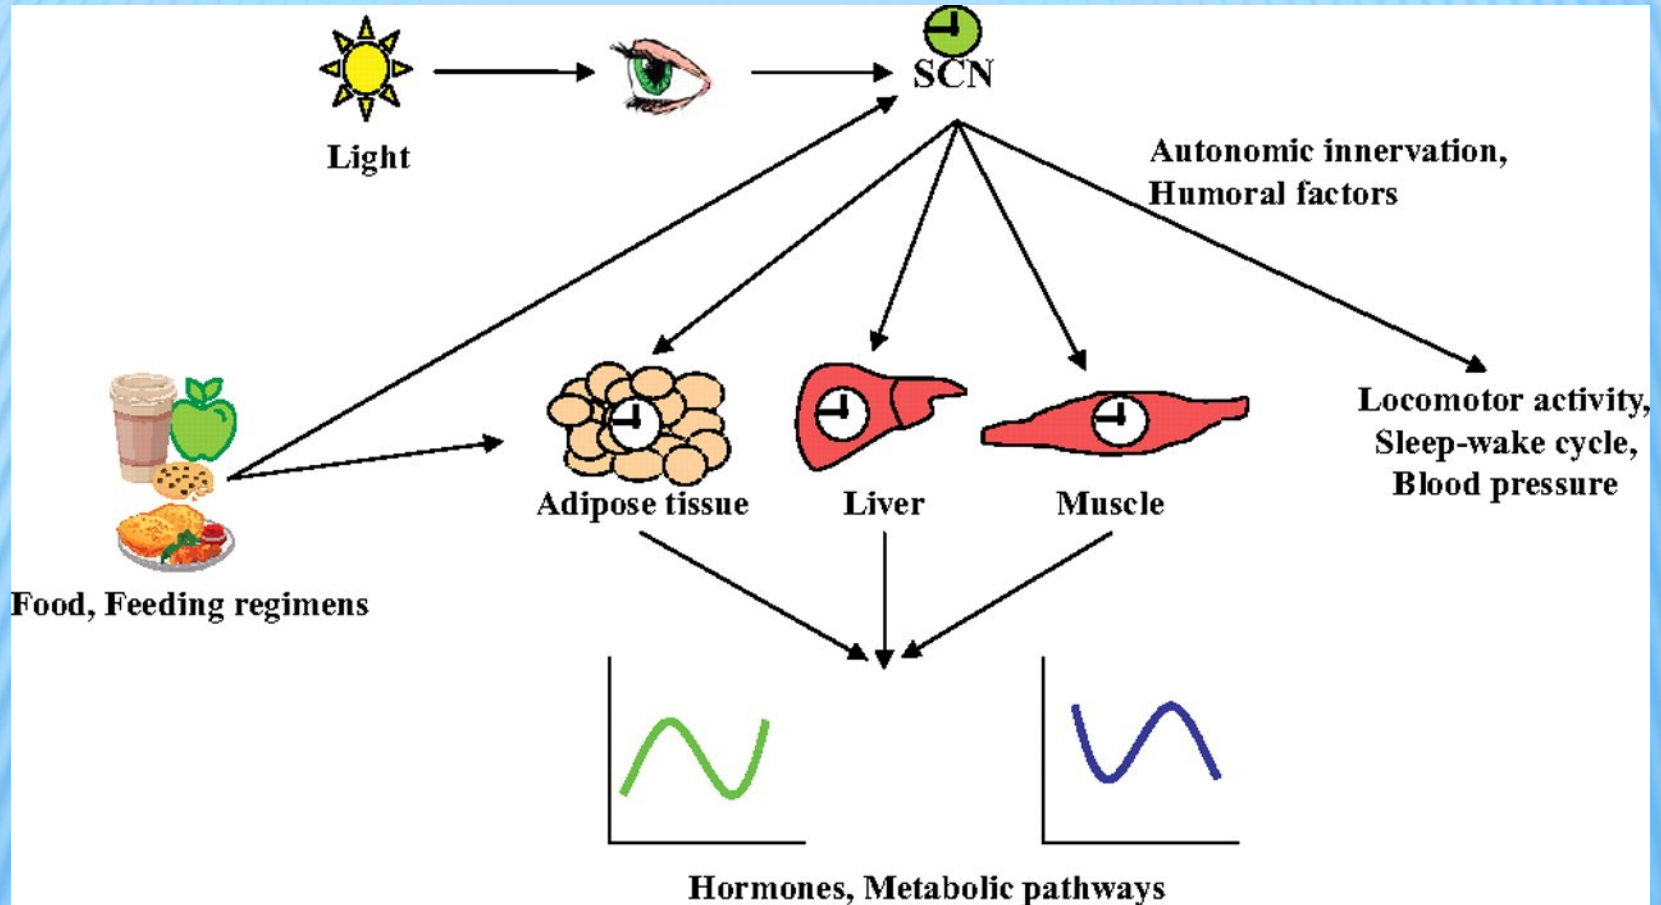 SCN
Light
Autonomic innervation,
Humoral factors
Locomotor activity,
Sleep-wake cycle,
Blood pressure
Adipose tissue
Liver
Muscle
Food, Feeding regimens
Hormones, Metabolic pathways